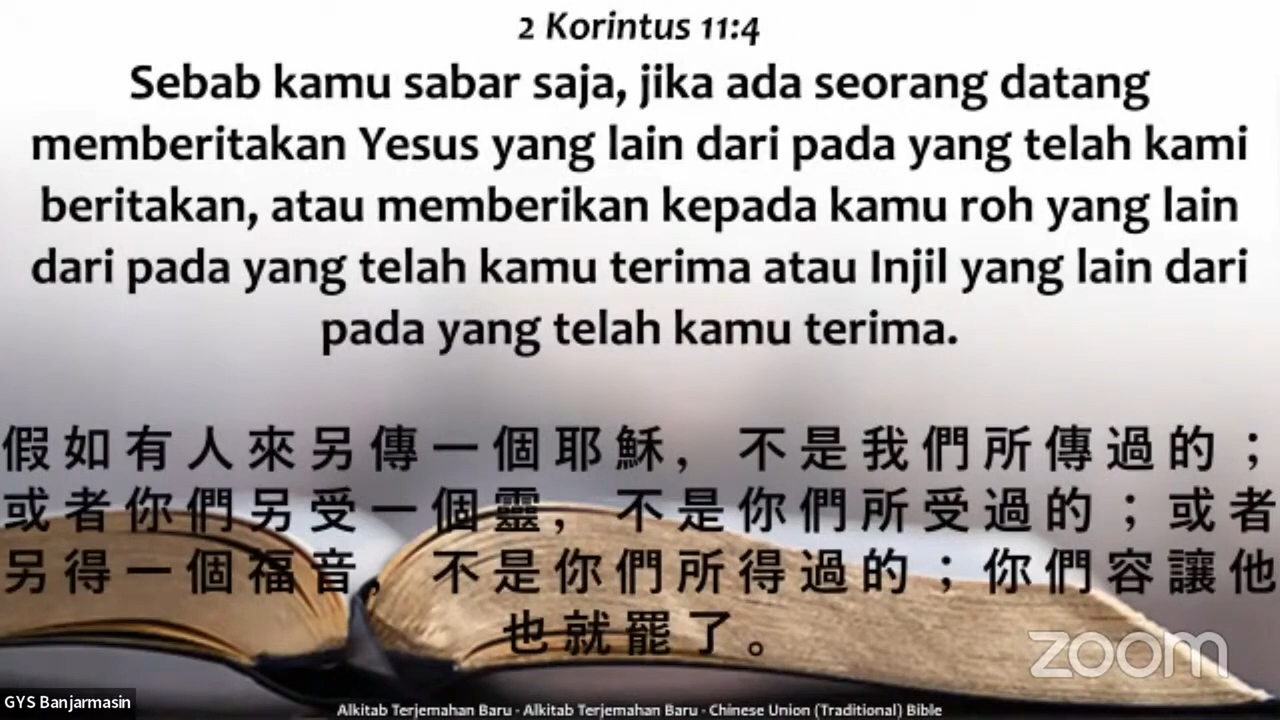 2 Korintus 11:4
Sebab kamu sabar saja, jika ada seorang datang
memberitakan Yesus yang lain dari pada yang telah kami
beritakan, atau memberikan kepada kamu roh yang lain
dari pada yang telah kamu terima atau Injil yang lain dari
pada yang telah kamu terima.
假如有人來另傳一個耶穌，不是我們所傳過的；
或者你們另受一個靈，不是你們所受過的；或者
另得一個福音，不是你們所得過的；你們容讓他
也就罷了。
zoom
GYS Banjarmasin
Alkitab Terjemahan Baru - Alkitab Terjemahan Baru - Chinese Union (Traditional) Bible